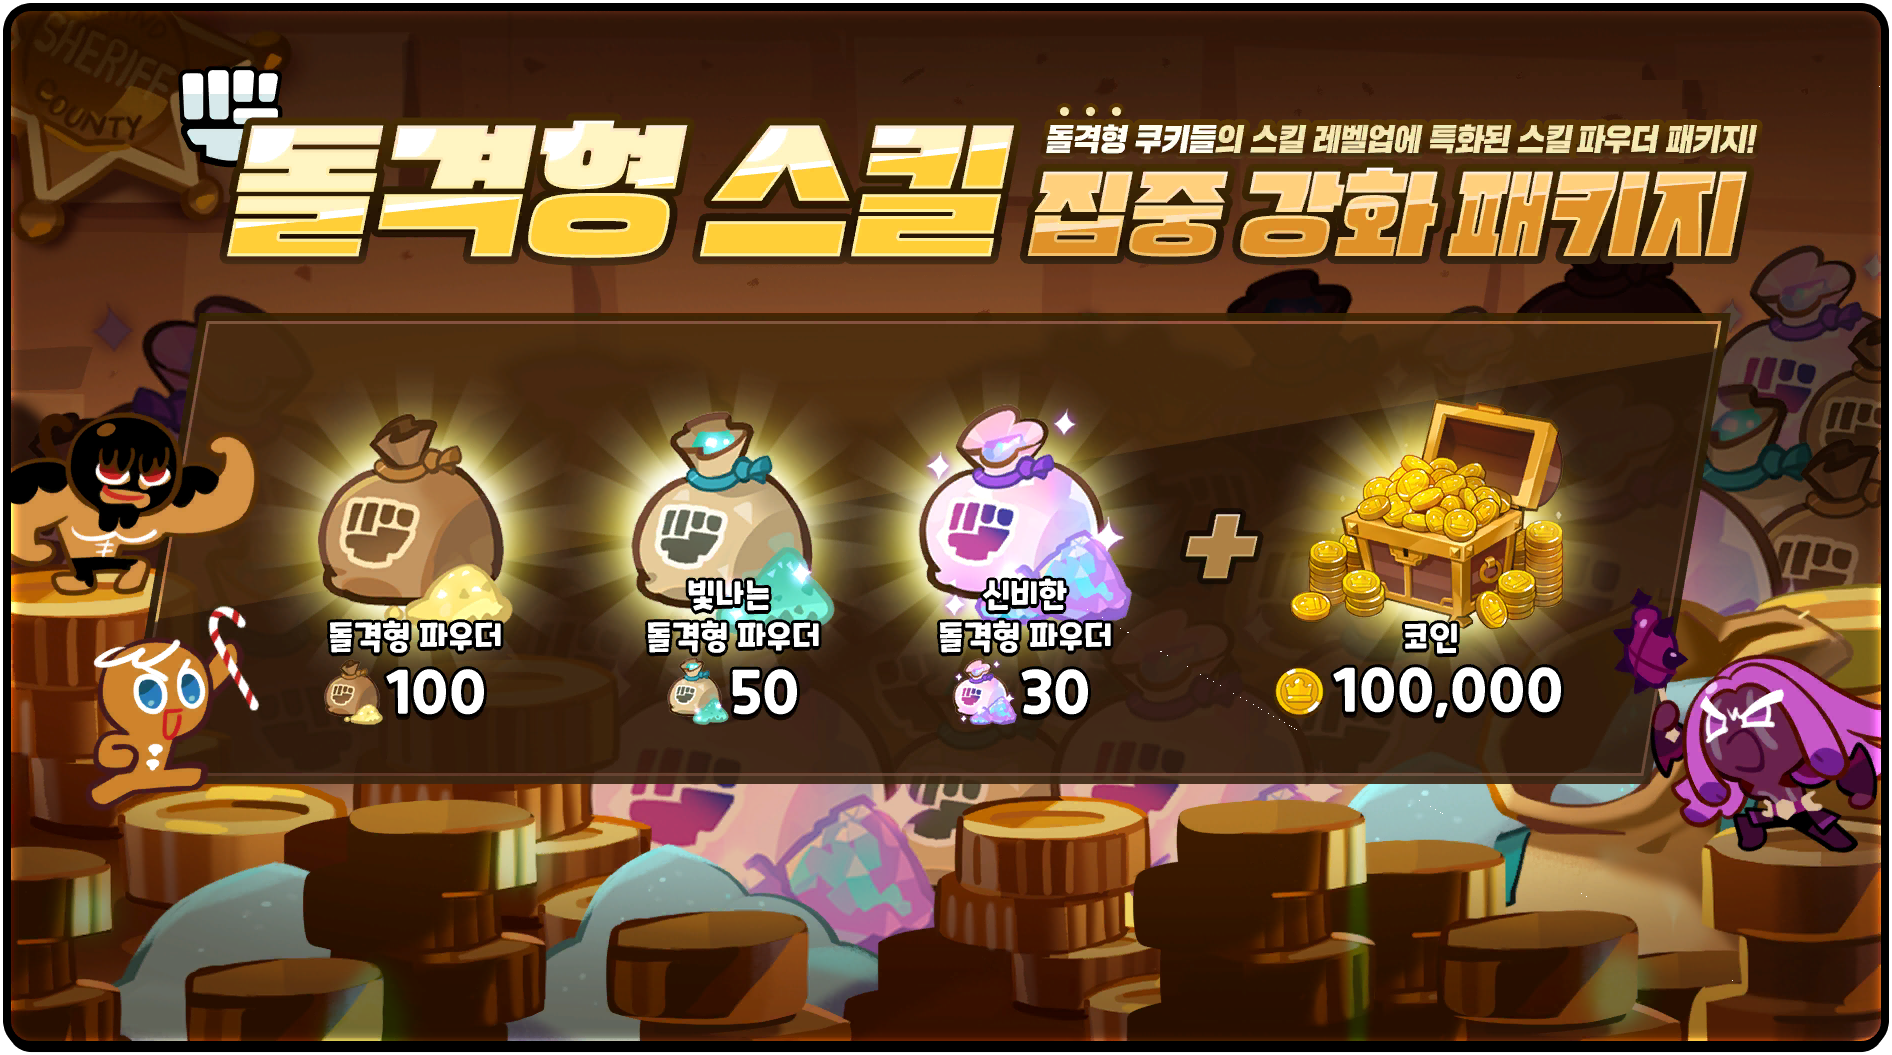 SHERIFF
COUNTY
돌격형 스킬
돌격형 쿠키들의 스킬 레벨업에 특화된 스킬 파우더 패키지!
집중 강화 패키지
돌격형 파우더
100
빛나는
돌격형 파우더
50
신비한
돌격형 파우더
30
코인
100,000